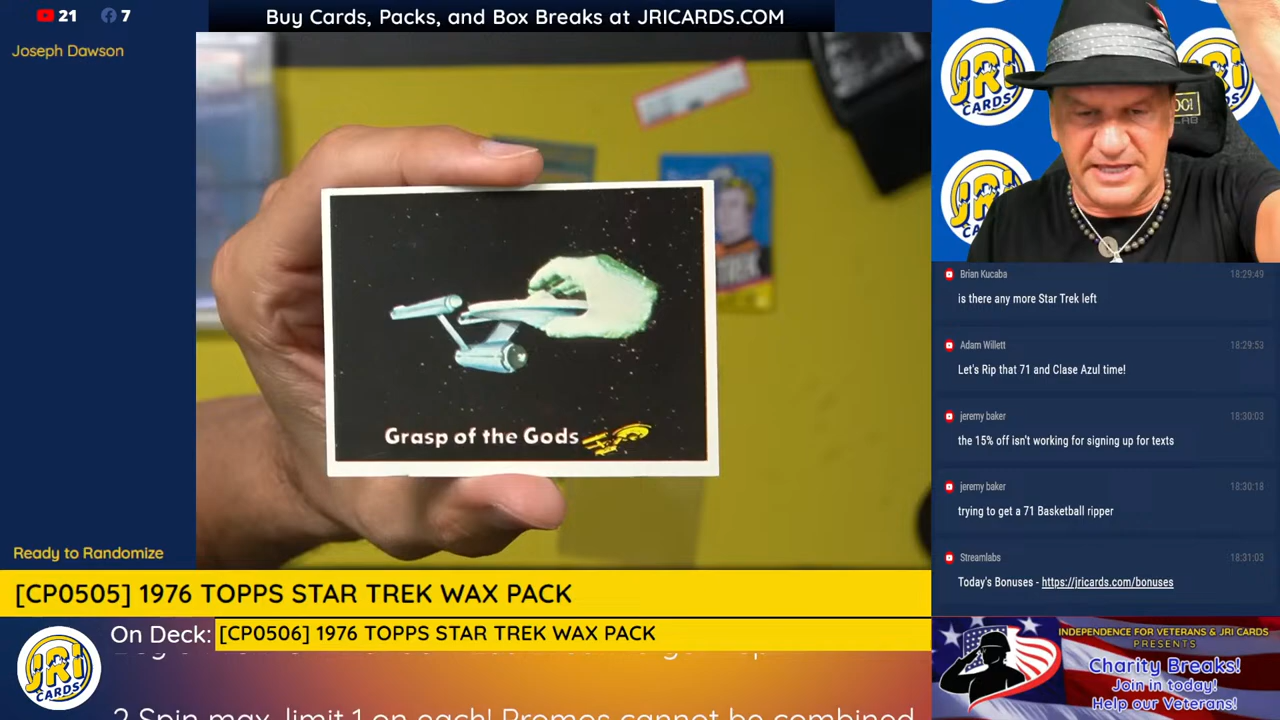 21 7
Buy Cards, Packs, and Box Breaks at JRICARDS.COM
Joseph Dawson
JRI
CARDS
JRI
CARDS
Grasp of the Gods
Brian Kucaba 18:29:49
is there any more Star Trek left
Adam Willett 18:29:53
Let's Rip that 71 and Clase Azul time!
jeremy baker 18:30:03
the 15% off isn't working for signing up for texts
jeremy baker 18:30:18
trying to get a 71 Basketball ripper
Streamlabs 18:31:03
Today's Bonuses - https://jricards.com/bonuses
Ready to Randomize
[CP0505] 1976 TOPPS STAR TREK WAX PACK
On Deck: [CP0506] 1976 TOPPS STAR TREK WAX PACK
JRI
CARDS
2 Spin max, limit 1 on each! Promos cannot be combined
INDEPENDENCE FOR VETERANS & JRI CARDS
PRESENTS
Charity Breaks!
Join in today!
Help our Veterans!